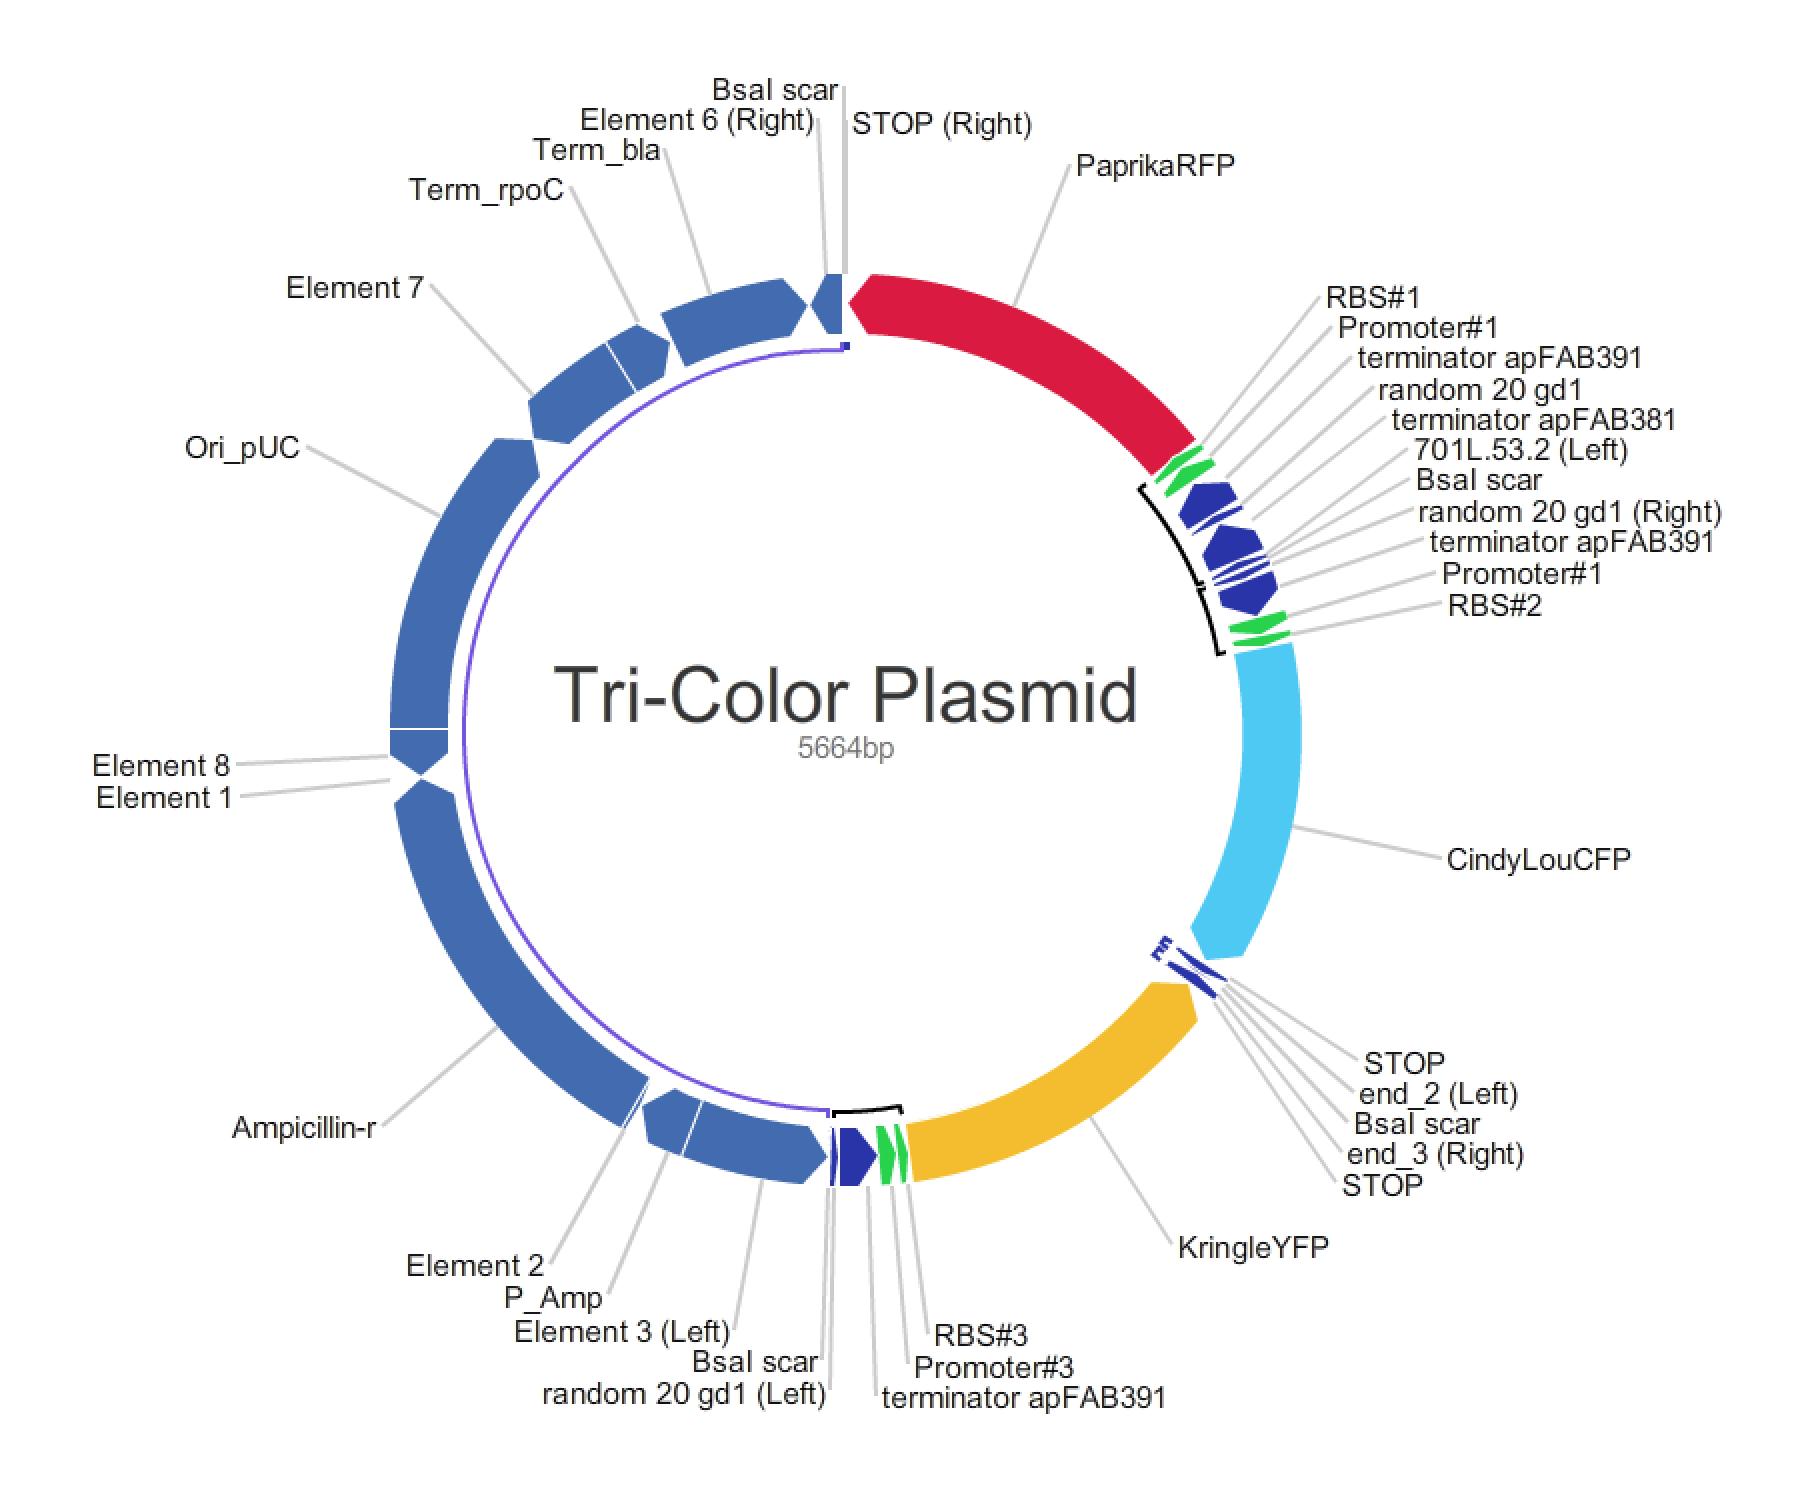 BsaI scar
Element 6 (Right)
STOP (Right)
Term_bla
PaprikaRFP
Term_rpoC
Element 7
RBS#1
Promoter#1
terminator apFAB391
random 20 gd1
terminator apFAB381
Ori_pUC
701L.53.2 (Left)
BsaI scar
random 20 gd1 (Right)
terminator apFAB391
Promoter#1
RBS#2
Tri-Color Plasmid
5664bp
Element 8
Element 1
CindyLouCFP
STOP
end_2 (Left)
BsaI scar
end_3 (Right)
STOP
Ampicillin-r
KringleYFP
Element 2
P_Amp
Element 3 (Left)
BsaI scar
random 20 gd1 (Left)
RBS#3
Promoter#3
terminator apFAB391